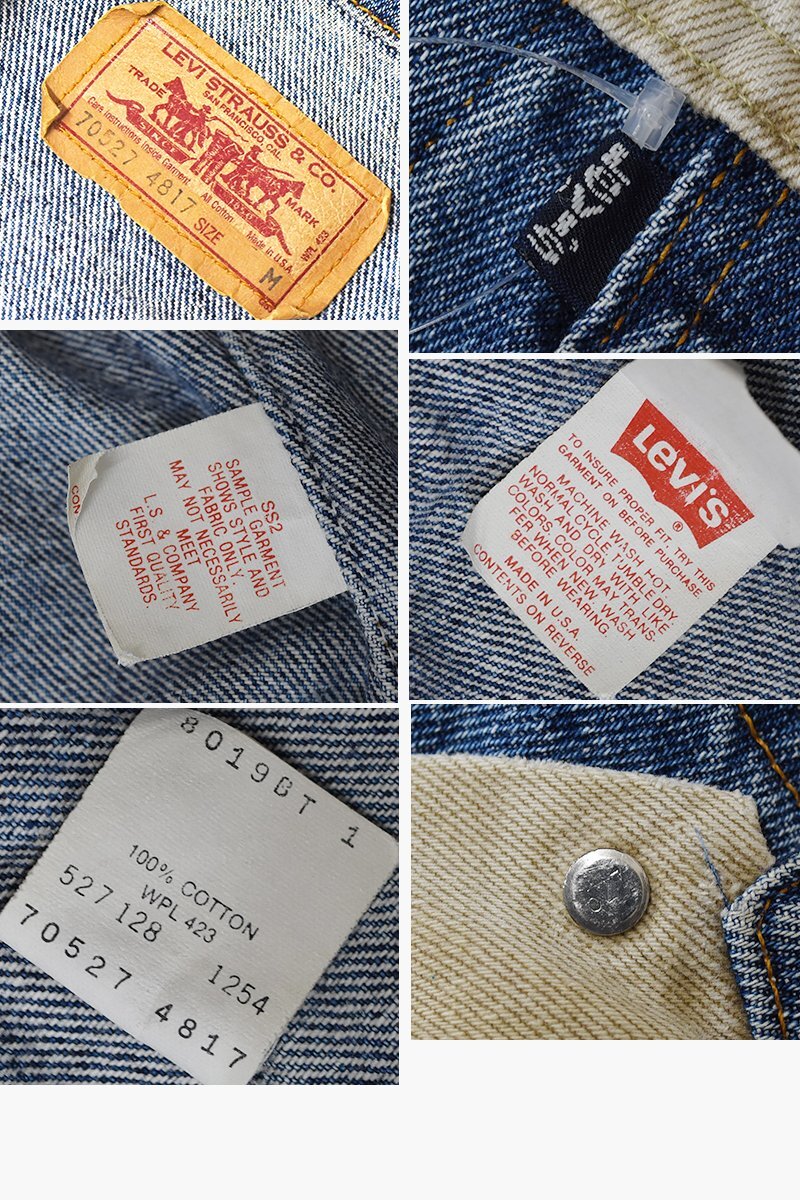 LEVI STRAUSS & CO.
TRADE MARK
SAN FRANCISCO, CAL.
Care Instructions Inside Garment
All Cotton
Made in U.S.A.
WPL 423
70527 4817 SIZE M
LEVI'S
SS2
SAMPLE GARMENT
SHOWS STYLE AND
FABRIC ONLY.
MAY NOT NECESSARILY
MEET
L.S. & COMPANY
FIRST QUALITY
STANDARDS.
CON
LEVI'S
®
TO INSURE PROPER FIT, TRY THIS
GARMENT ON BEFORE PURCHASE
MACHINE WASH HOT.
NORMAL CYCLE, TUMBLE DRY.
WASH AND DRY WITH LIKE
COLORS. COLOR MAY TRANS-
FER WHEN NEW. WASH
BEFORE WEARING.
MADE IN U.S.A.
CONTENTS ON REVERSE
8019BT 1
100% COTTON
WPL 423
527128 1254
70527 4817